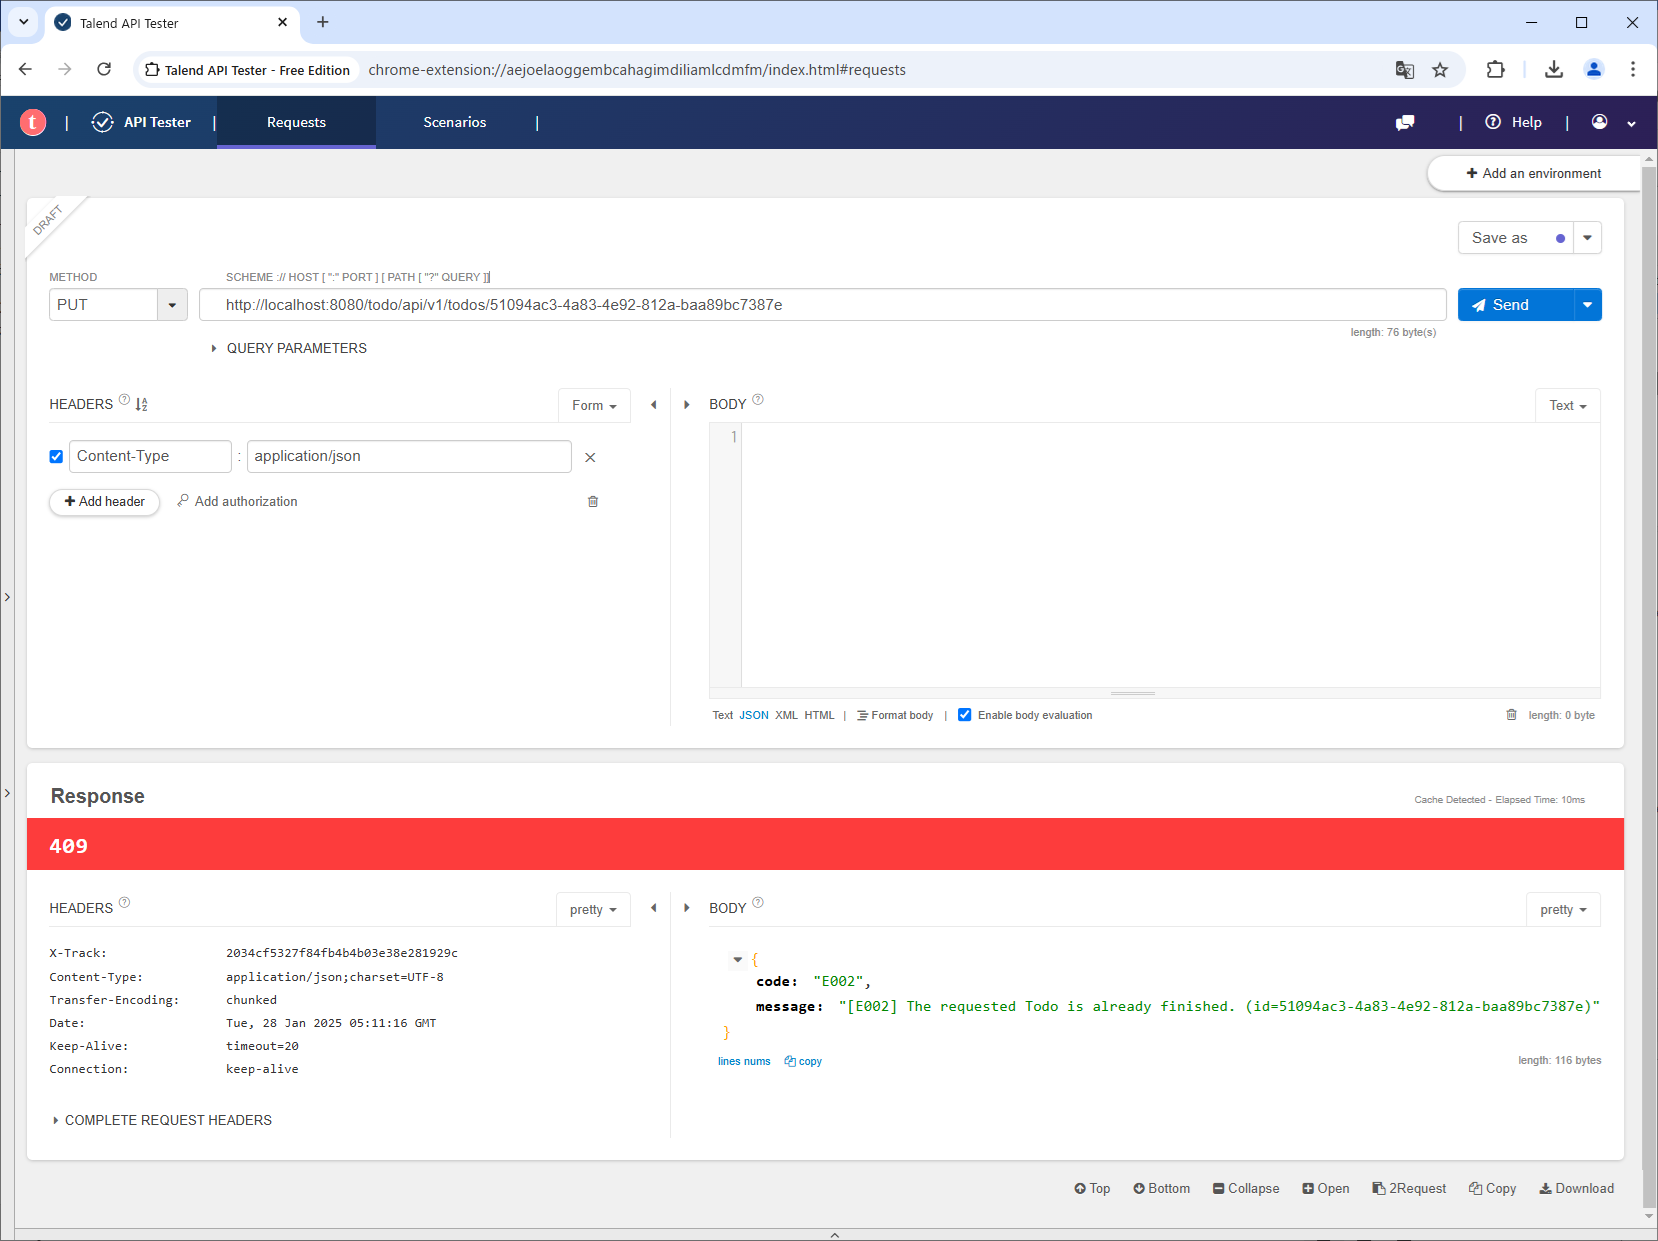 Talend API Tester
Talend API Tester - Free Edition
chrome-extension://aejoelaoggembcahagimdiliamlcdmfm/index.html#requests
t | API Tester | Requests Scenarios | | Help |
+ Add an environment
DRAFT
Save as
METHOD
SCHEME :// HOST [ ":" PORT ] [ PATH [ "?" QUERY ]]
PUT
http://localhost:8080/todo/api/v1/todos/51094ac3-4a83-4e92-812a-baa89bc7387e
Send
length: 76 byte(s)
QUERY PARAMETERS
HEADERS ?
Form
BODY ?
Text
1
Content-Type : application/json
+ Add header
Add authorization
Text JSON XML HTML | Format body | Enable body evaluation
length: 0 byte
Response
Cache Detected - Elapsed Time: 10ms
409
HEADERS ?
pretty
BODY ?
pretty
X-Track: 2034cf5327f84fb4b4b03e38e281929c
Content-Type: application/json;charset=UTF-8
Transfer-Encoding: chunked
Date: Tue, 28 Jan 2025 05:11:16 GMT
Keep-Alive: timeout=20
Connection: keep-alive
COMPLETE REQUEST HEADERS
{
code: "E002",
message: "[E002] The requested Todo is already finished. (id=51094ac3-4a83-4e92-812a-baa89bc7387e)"
}
lines nums
copy
length: 116 bytes
Top Bottom Collapse Open 2Request Copy Download